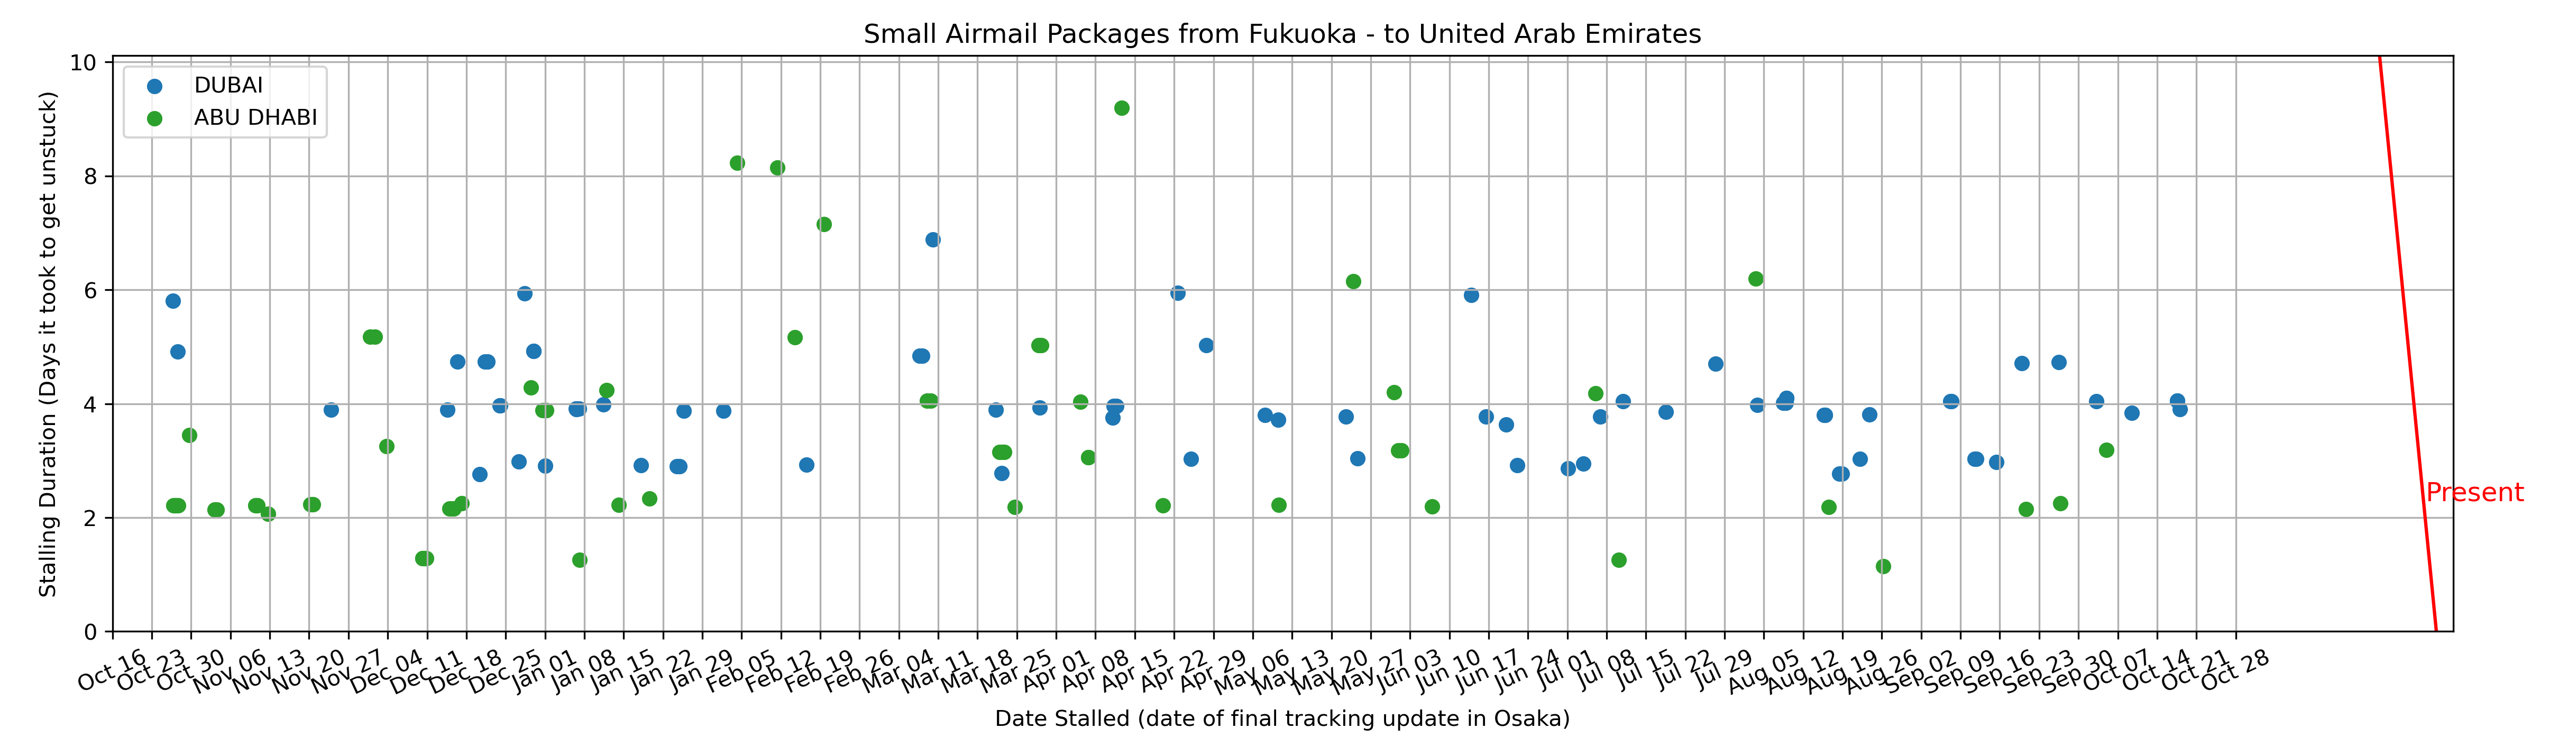 Small Airmail Packages from Fukuoka - to United Arab Emirates
DUBAI
ABU DHABI
Stalling Duration (Days it took to get unstuck)
10
8
6
4
2
0
Present
Oct 16
Oct 23
Oct 30
Nov 06
Nov 13
Nov 20
Nov 27
Dec 04
Dec 11
Dec 18
Dec 25
Jan 01
Jan 08
Jan 15
Jan 22
Jan 29
Feb 05
Feb 12
Feb 19
Feb 26
Mar 04
Mar 11
Mar 18
Mar 25
Apr 01
Apr 08
Apr 15
Apr 22
Apr 29
May 06
May 13
May 20
May 27
Jun 03
Jun 10
Jun 17
Jun 24
Jul 01
Jul 08
Jul 15
Jul 22
Jul 29
Aug 05
Aug 12
Aug 19
Aug 26
Sep 02
Sep 09
Sep 16
Sep 23
Sep 30
Oct 07
Oct 14
Oct 21
Oct 28
Date Stalled (date of final tracking update in Osaka)